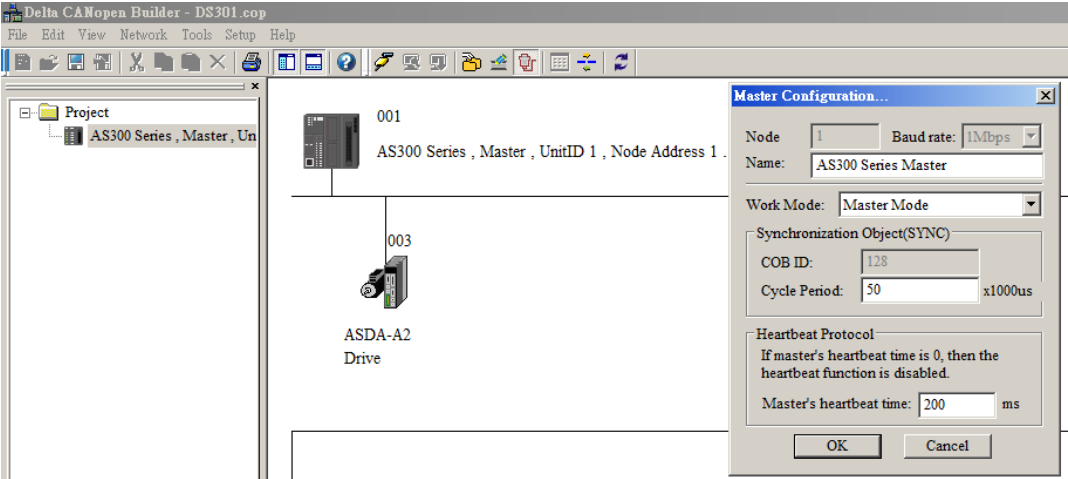 Delta CANopen Builder - DS301.cop
File Edit View Network Tools Setup Help
Project
AS300 Series , Master , Un
001
AS300 Series , Master , UnitID 1 , Node Address 1 .
003
ASDA-A2
Drive
Master Configuration...
Node 1 Baud rate: 1Mbps
Name: AS300 Series Master
Work Mode: Master Mode
Synchronization Object(SYNC)
COB ID: 128
Cycle Period: 50 x1000us
Heartbeat Protocol
If master's heartbeat time is 0, then the
heartbeat function is disabled.
Master's heartbeat time: 200 ms
OK Cancel